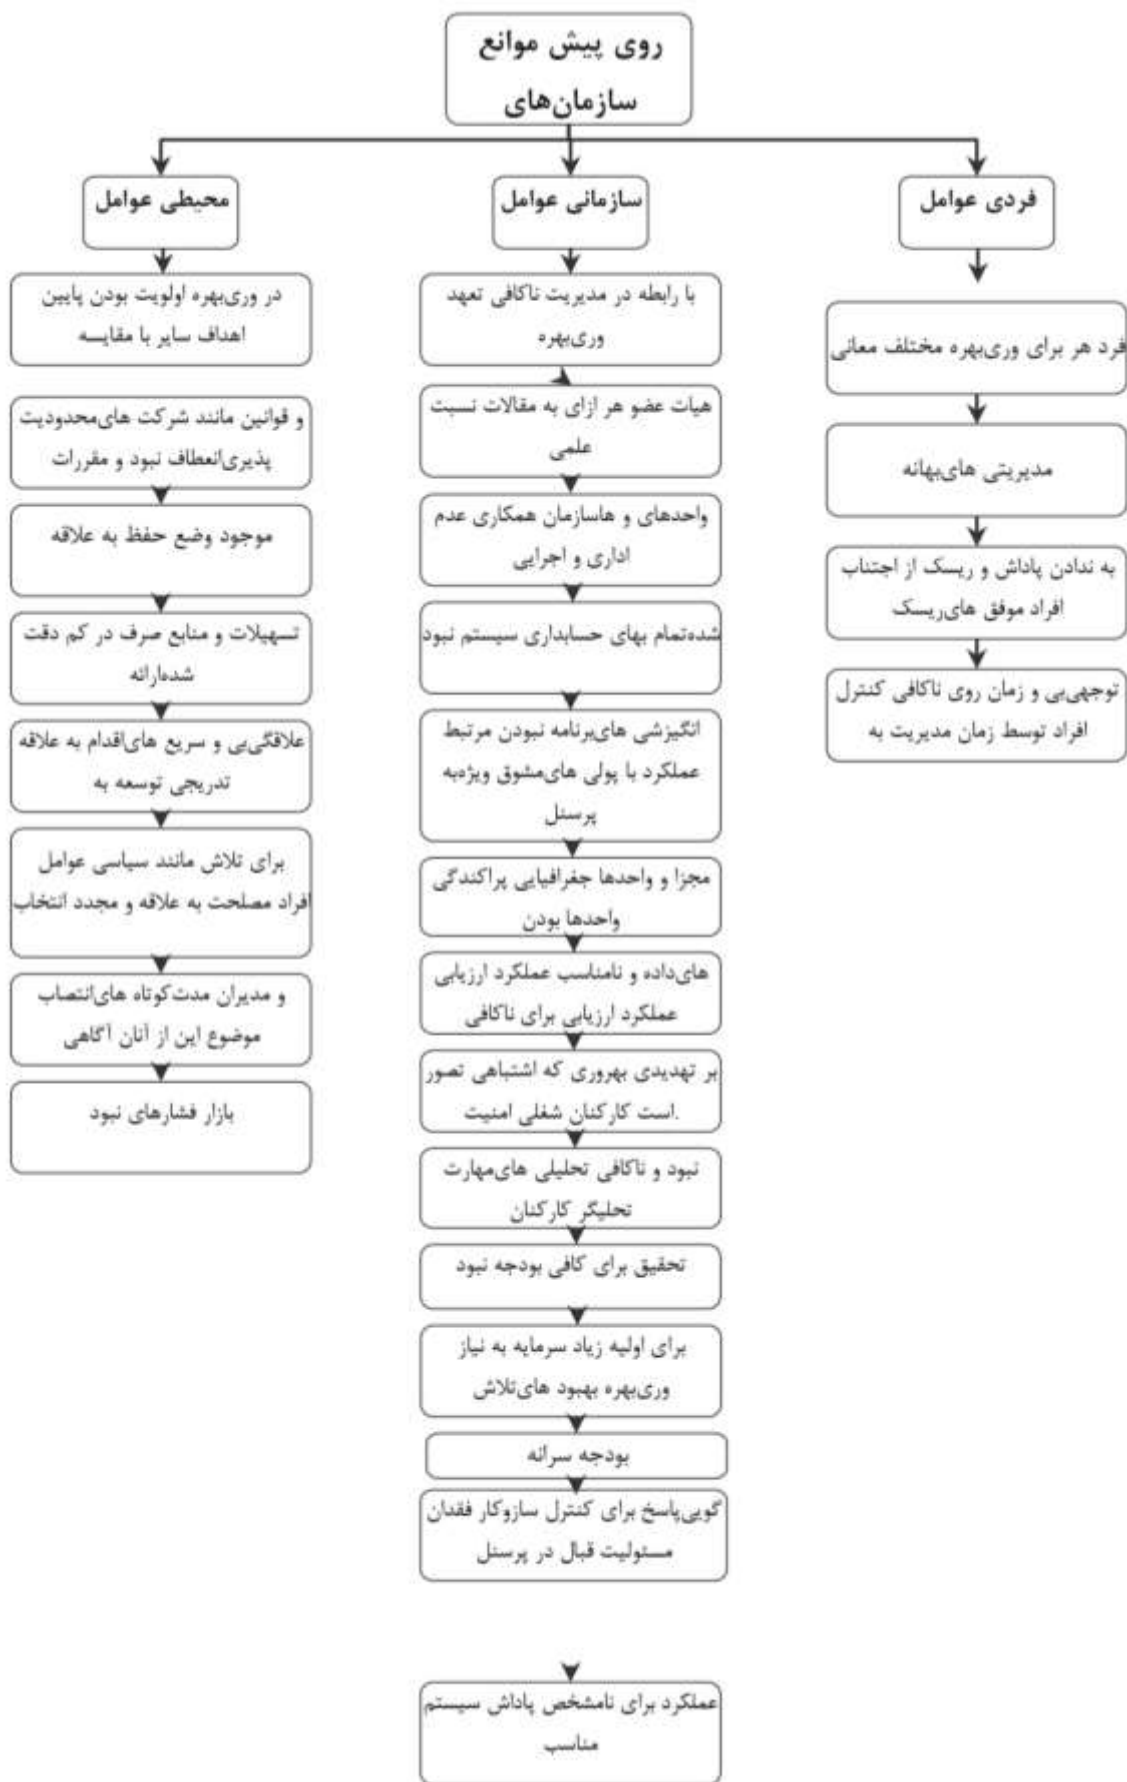 روی پیش موانع
سازمان‌های
فردی عوامل
سازمانی عوامل
محیطی عوامل
فرد هر برای وری‌بهره مختلف معانی
مدیریتی های‌بهانه
به ندادن پاداش و ریسک از اجتناب
افراد موفق های‌ریسک
توجهی‌بی و زمان روی ناکافی کنترل
افراد توسط زمان مدیریت به
با رابطه در مدیریت ناکافی تعهد
وری‌بهره
هیات عضو هر ازای به مقالات نسبت
علمی
واحدهای و هاسازمان همکاری عدم
اداری و اجرایی
شده‌تمام بهای حسابداری سیستم نبود
انگیزشی های‌برنامه نبودن مرتبط
عملکرد با پولی های‌مشوق ویژه‌به
پرسنل
مجزا و واحدها جغرافیایی پراکندگی
واحدها بودن
های‌داده و نامناسب عملکرد ارزیابی
عملکرد ارزیابی برای ناکافی
بر تهدیدی بهروری که اشتباهی تصور
.است کارکنان شغلی امنیت
نبود و ناکافی تحلیلی های‌مهارت
تحلیگر کارکنان
تحقیق برای کافی بودجه نبود
برای اولیه زیاد سرمایه به نیاز
وری‌بهره بهبود های‌تلاش
بودجه سرانه
گویی‌پاسخ برای کنترل سازوکار فقدان
مسئولیت قبال در پرسنل
عملکرد برای نامشخص پاداش سیستم
مناسب
در وری‌بهره اولویت بودن پایین
اهداف سایر با مقایسه
و قوانین مانند شرکت های‌محدودیت
پذیری‌انعطاف نبود و مقررات
موجود وضع حفظ به علاقه
تسهیلات و منابع صرف در کم دقت
شده‌ارائه
علاقگی‌بی و سریع های‌اقدام به علاقه
تدریجی توسعه به
برای تلاش مانند سیاسی عوامل
افراد مصلحت به علاقه و مجدد انتخاب
و مدیران مدت‌کوتاه های‌انتصاب
موضوع این از آنان آگاهی
بازار فشارهای نبود